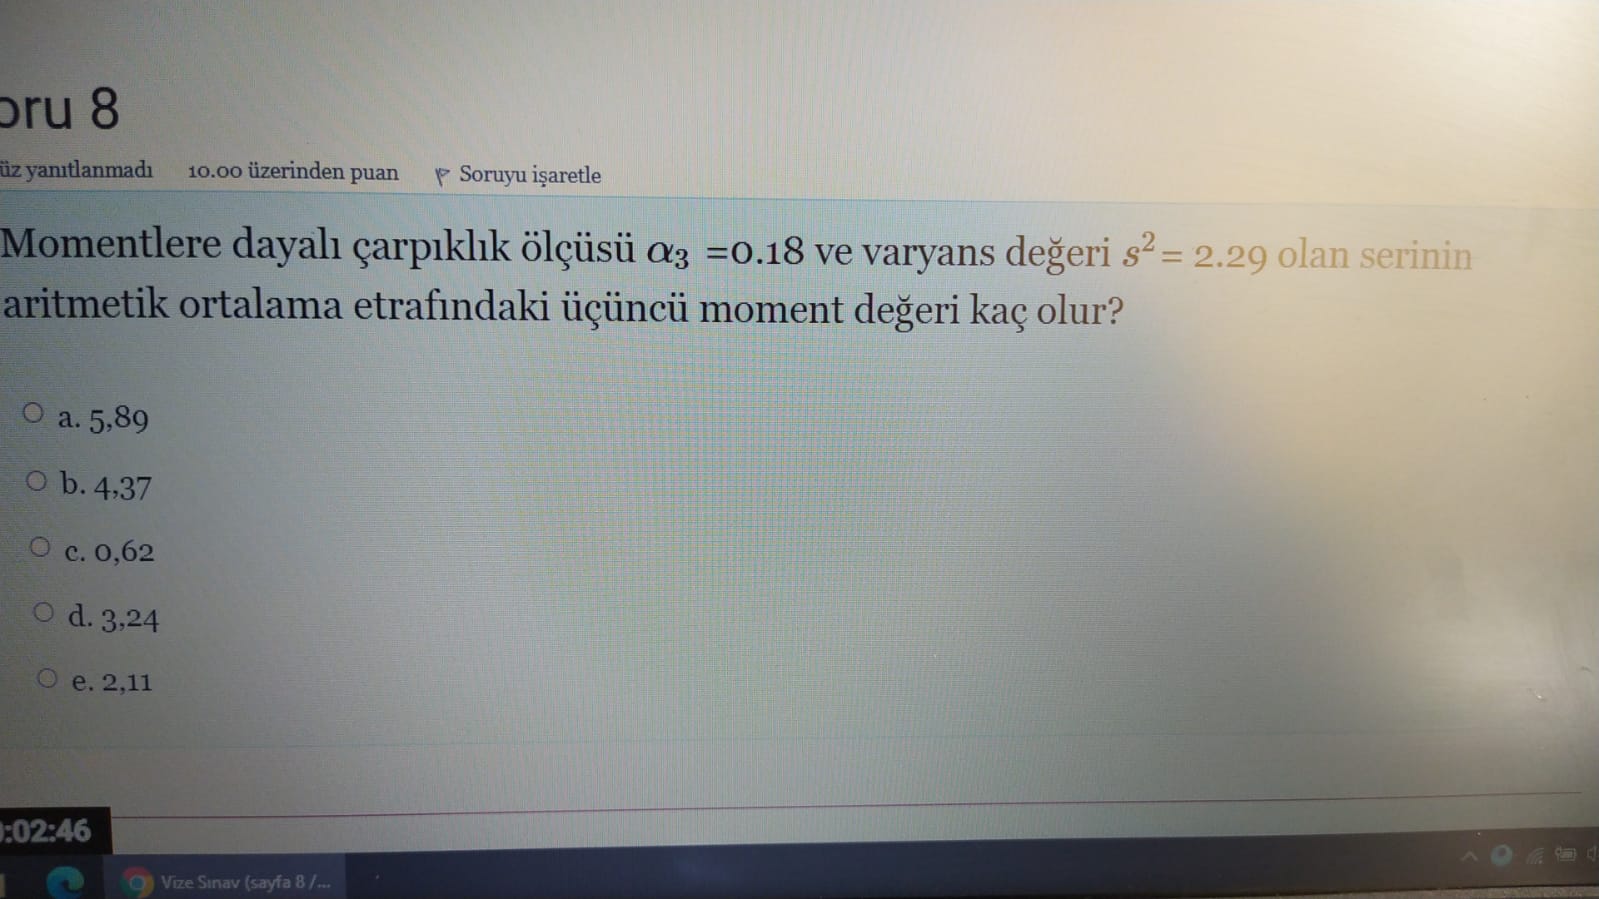 oru 8
üz yanıtlanmadı 10.00 üzerinden puan Soruyu işaretle
Momentlere dayalı çarpıklık ölçüsü α₃ =0.18 ve varyans değeri s² = 2.29 olan serinin
aritmetik ortalama etrafındaki üçüncü moment değeri kaç olur?
a. 5,89
b. 4,37
c. 0,62
d. 3,24
e. 2,11
:02:46
Vize Sınav (sayfa 8 /...